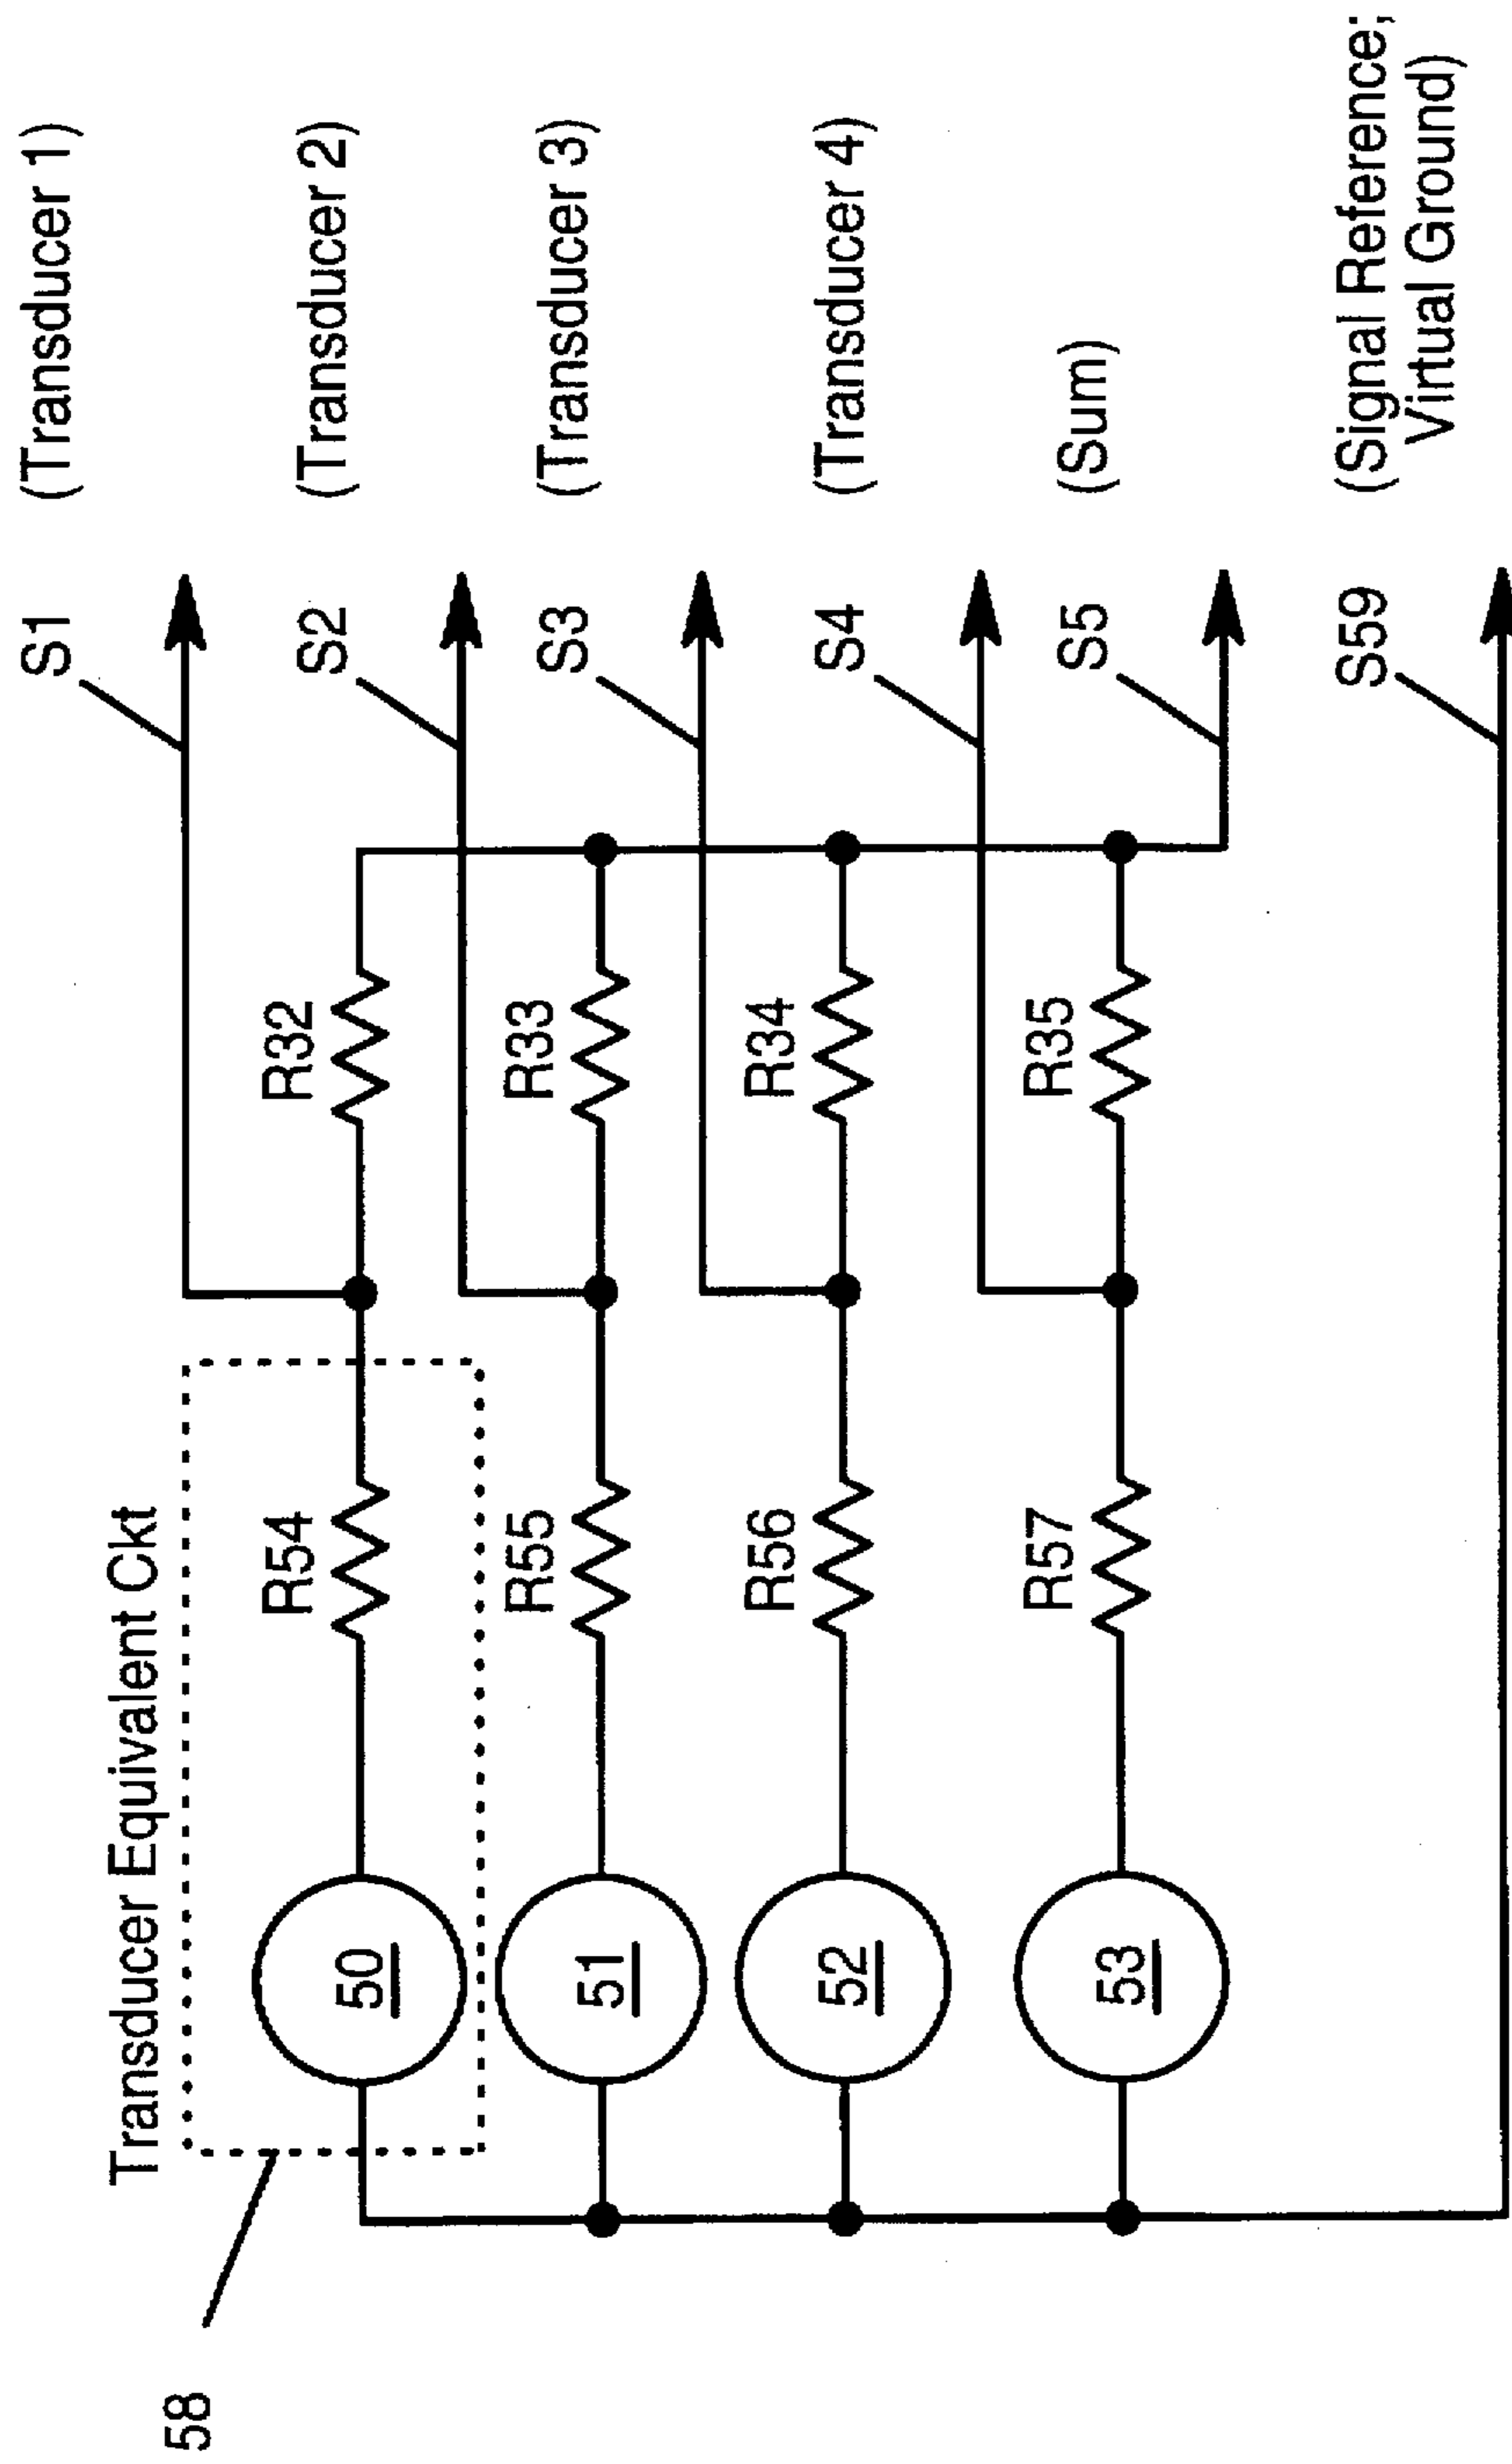 58
Transducer Equivalent Ckt
50
R54
R32
S1
(Transducer 1)
51
R55
R33
S2
(Transducer 2)
52
R56
R34
S3
(Transducer 3)
53
R57
R35
S4
(Transducer 4)
S5
(Sum)
S59
(Signal Reference;
Virtual Ground)